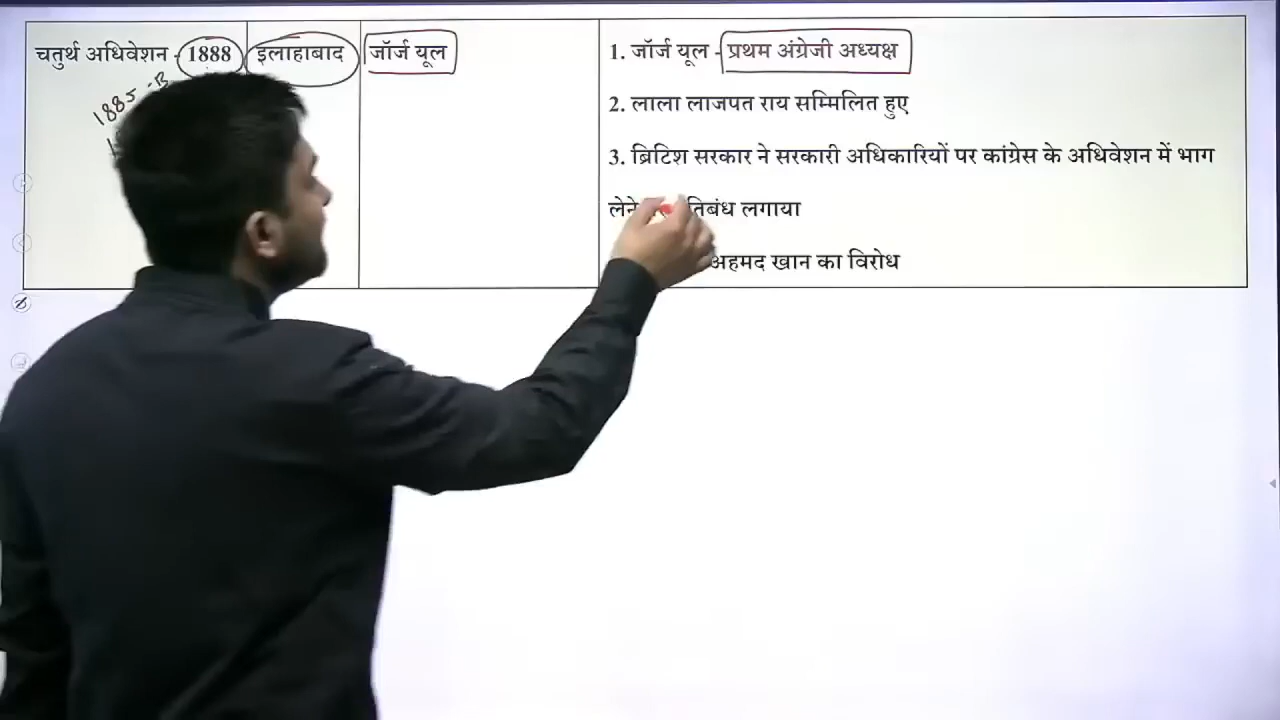 चतुर्थ अधिवेशन - 1888
इलाहाबाद
जॉर्ज यूल
1. जॉर्ज यूल - प्रथम अंग्रेजी अध्यक्ष
2. लाला लाजपत राय सम्मिलित हुए
3. ब्रिटिश सरकार ने सरकारी अधिकारियों पर कांग्रेस के अधिवेशन में भाग
लेने लगाया
अहमद खान का विरोध
1885 - B